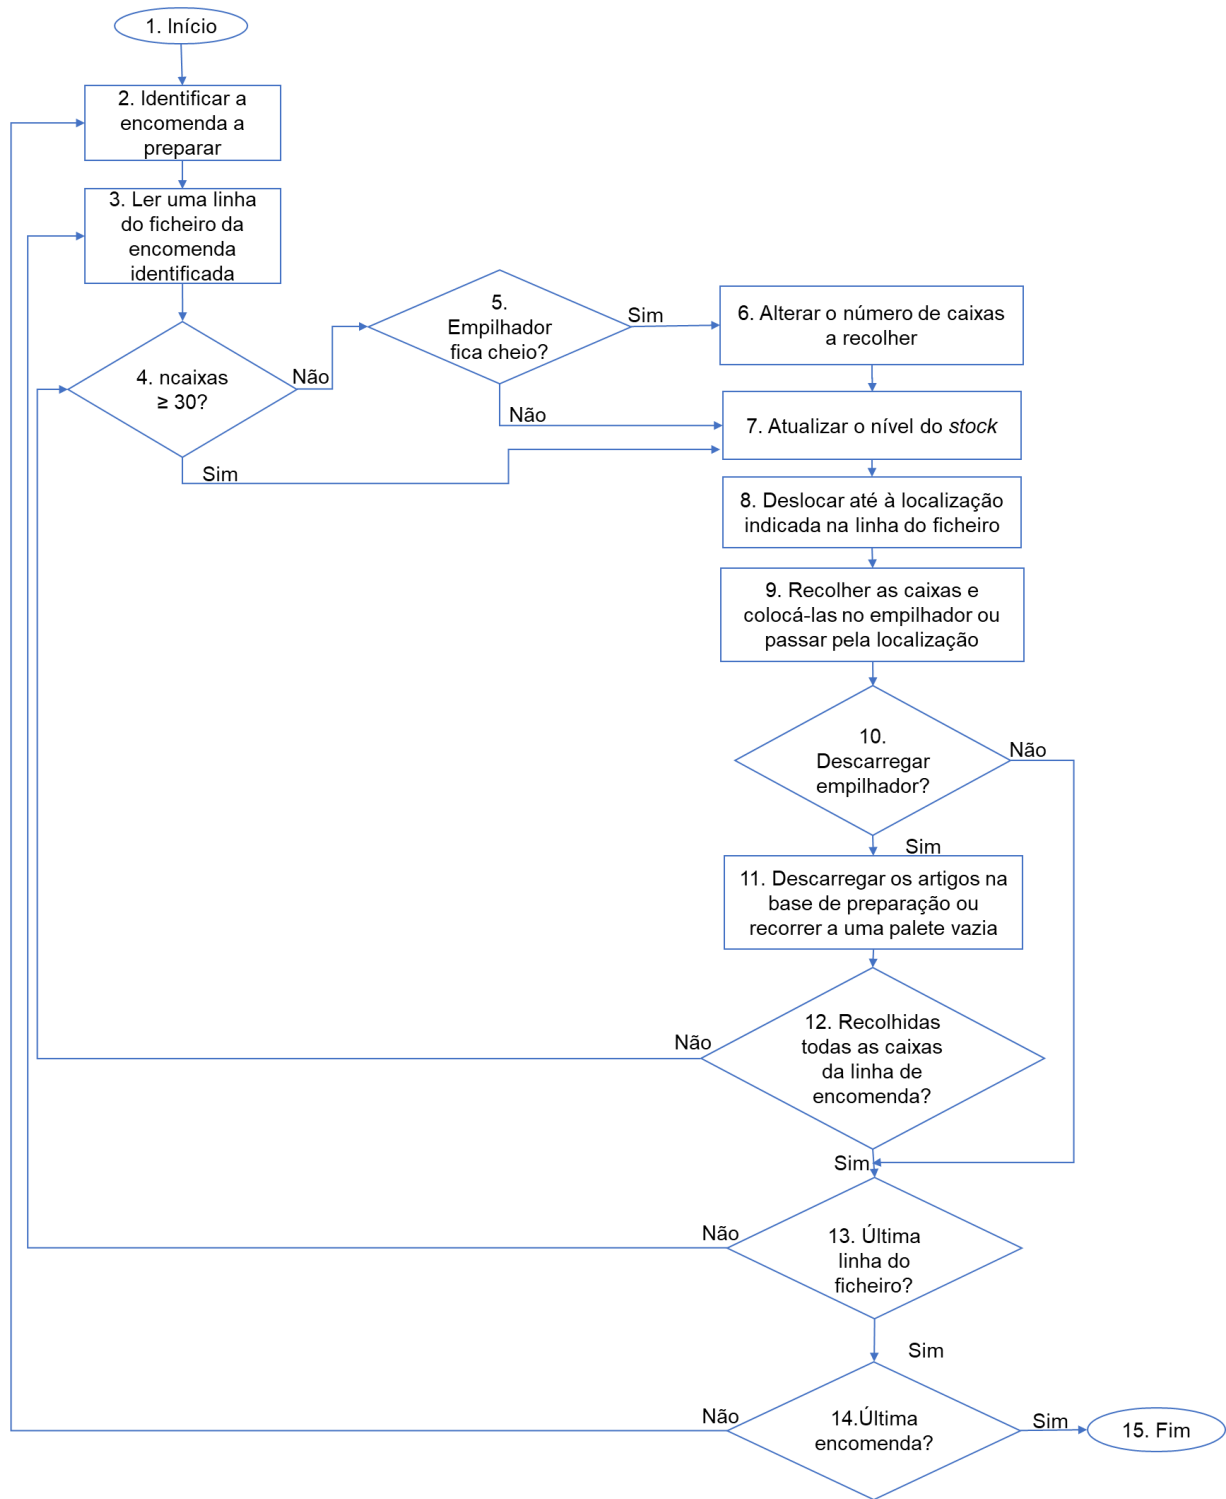 1. Início
2. Identificar a
encomenda a
preparar
3. Ler uma linha
do ficheiro da
encomenda
identificada
4. ncaixas
≥ 30?
Não
Sim
5.
Empilhador
fica cheio?
Sim
Não
6. Alterar o número de caixas
a recolher
7. Atualizar o nível do stock
8. Deslocar até à localização
indicada na linha do ficheiro
9. Recolher as caixas e
colocá-las no empilhador ou
passar pela localização
10.
Descarregar
empilhador?
Não
Sim
11. Descarregar os artigos na
base de preparação ou
recorrer a uma palete vazia
12. Recolhidas
todas as caixas
da linha de
encomenda?
Não
Sim
13. Última
linha do
ficheiro?
Não
Sim
14.Última
encomenda?
Não
Sim
15. Fim